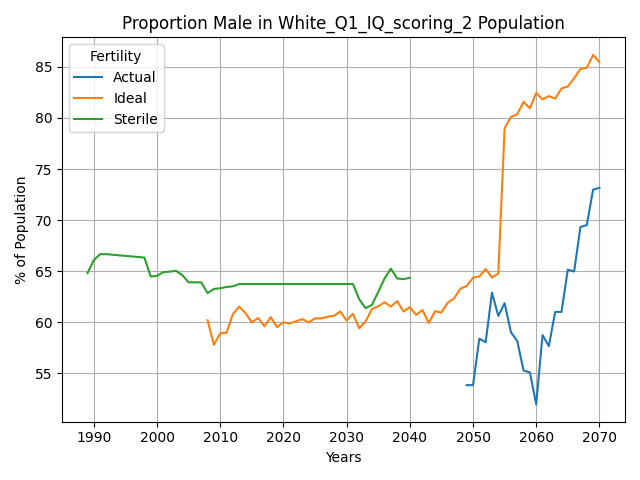 Proportion Male in White_Q1_IQ_scoring_2 Population
Fertility
Actual
Ideal
Sterile
% of Population
85
80
75
70
65
60
55
1990 2000 2010 2020 2030 2040 2050 2060 2070
Years